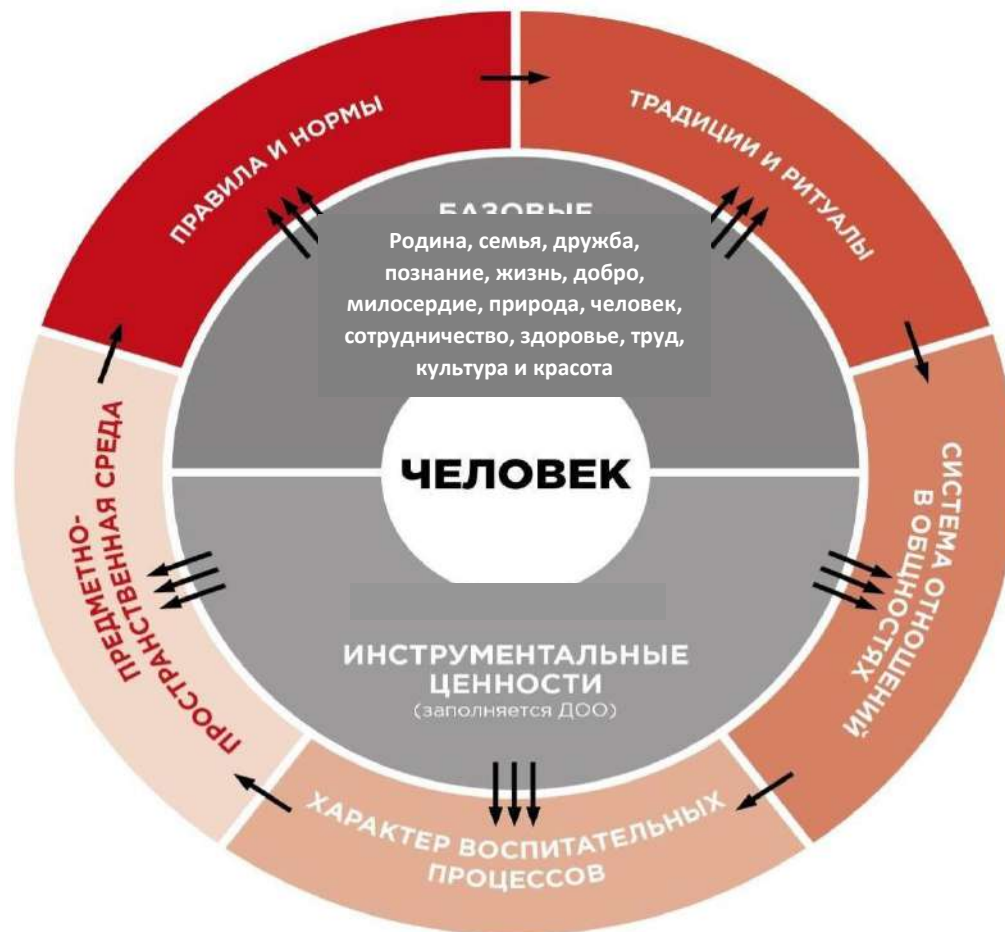 ПРАВИЛА И НОРМЫ
ТРАДИЦИИ И РИТУАЛЫ
БАЗОВЫЕ
Родина, семья, дружба,
познание, жизнь, добро,
милосердие, природа, человек,
сотрудничество, здоровье, труд,
культура и красота
ЧЕЛОВЕК
СИСТЕМА ОТНОШЕНИЙ
В ОБЩНОСТЯХ
ПРЕДМЕТНО-
ПРОСТРАНСТВЕННАЯ СРЕДА
ИНСТРУМЕНТАЛЬНЫЕ
ЦЕННОСТИ
(заполняется ДОО)
ХАРАКТЕР ВОСПИТАТЕЛЬНЫХ
ПРОЦЕССОВ